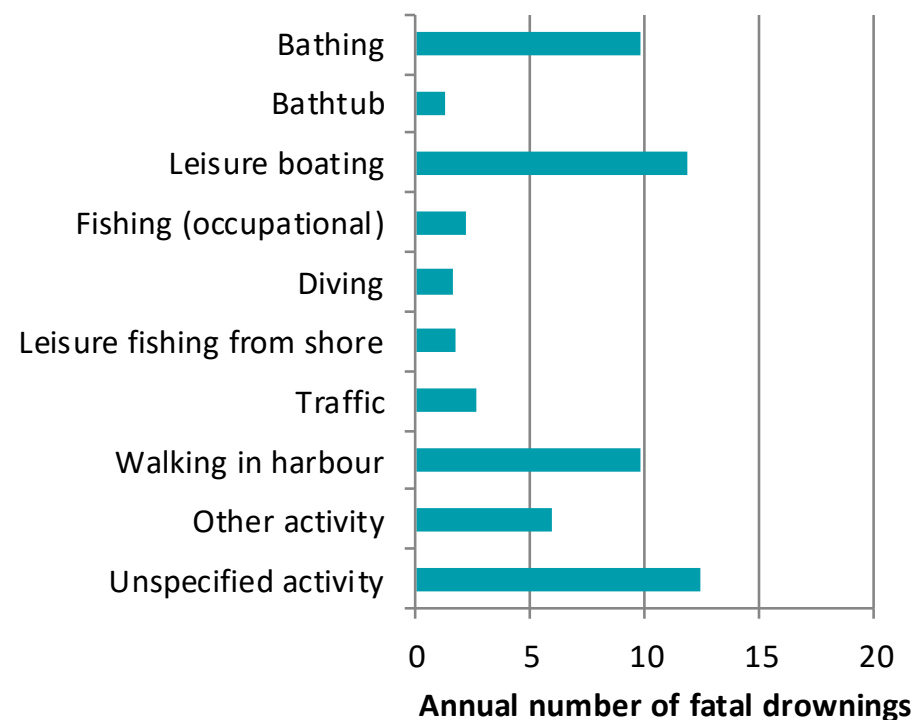 Bathing
Bathtub
Leisure boating
Fishing (occupational)
Diving
Leisure fishing from shore
Traffic
Walking in harbour
Other activity
Unspecified activity
0 5 10 15 20
Annual number of fatal drownings